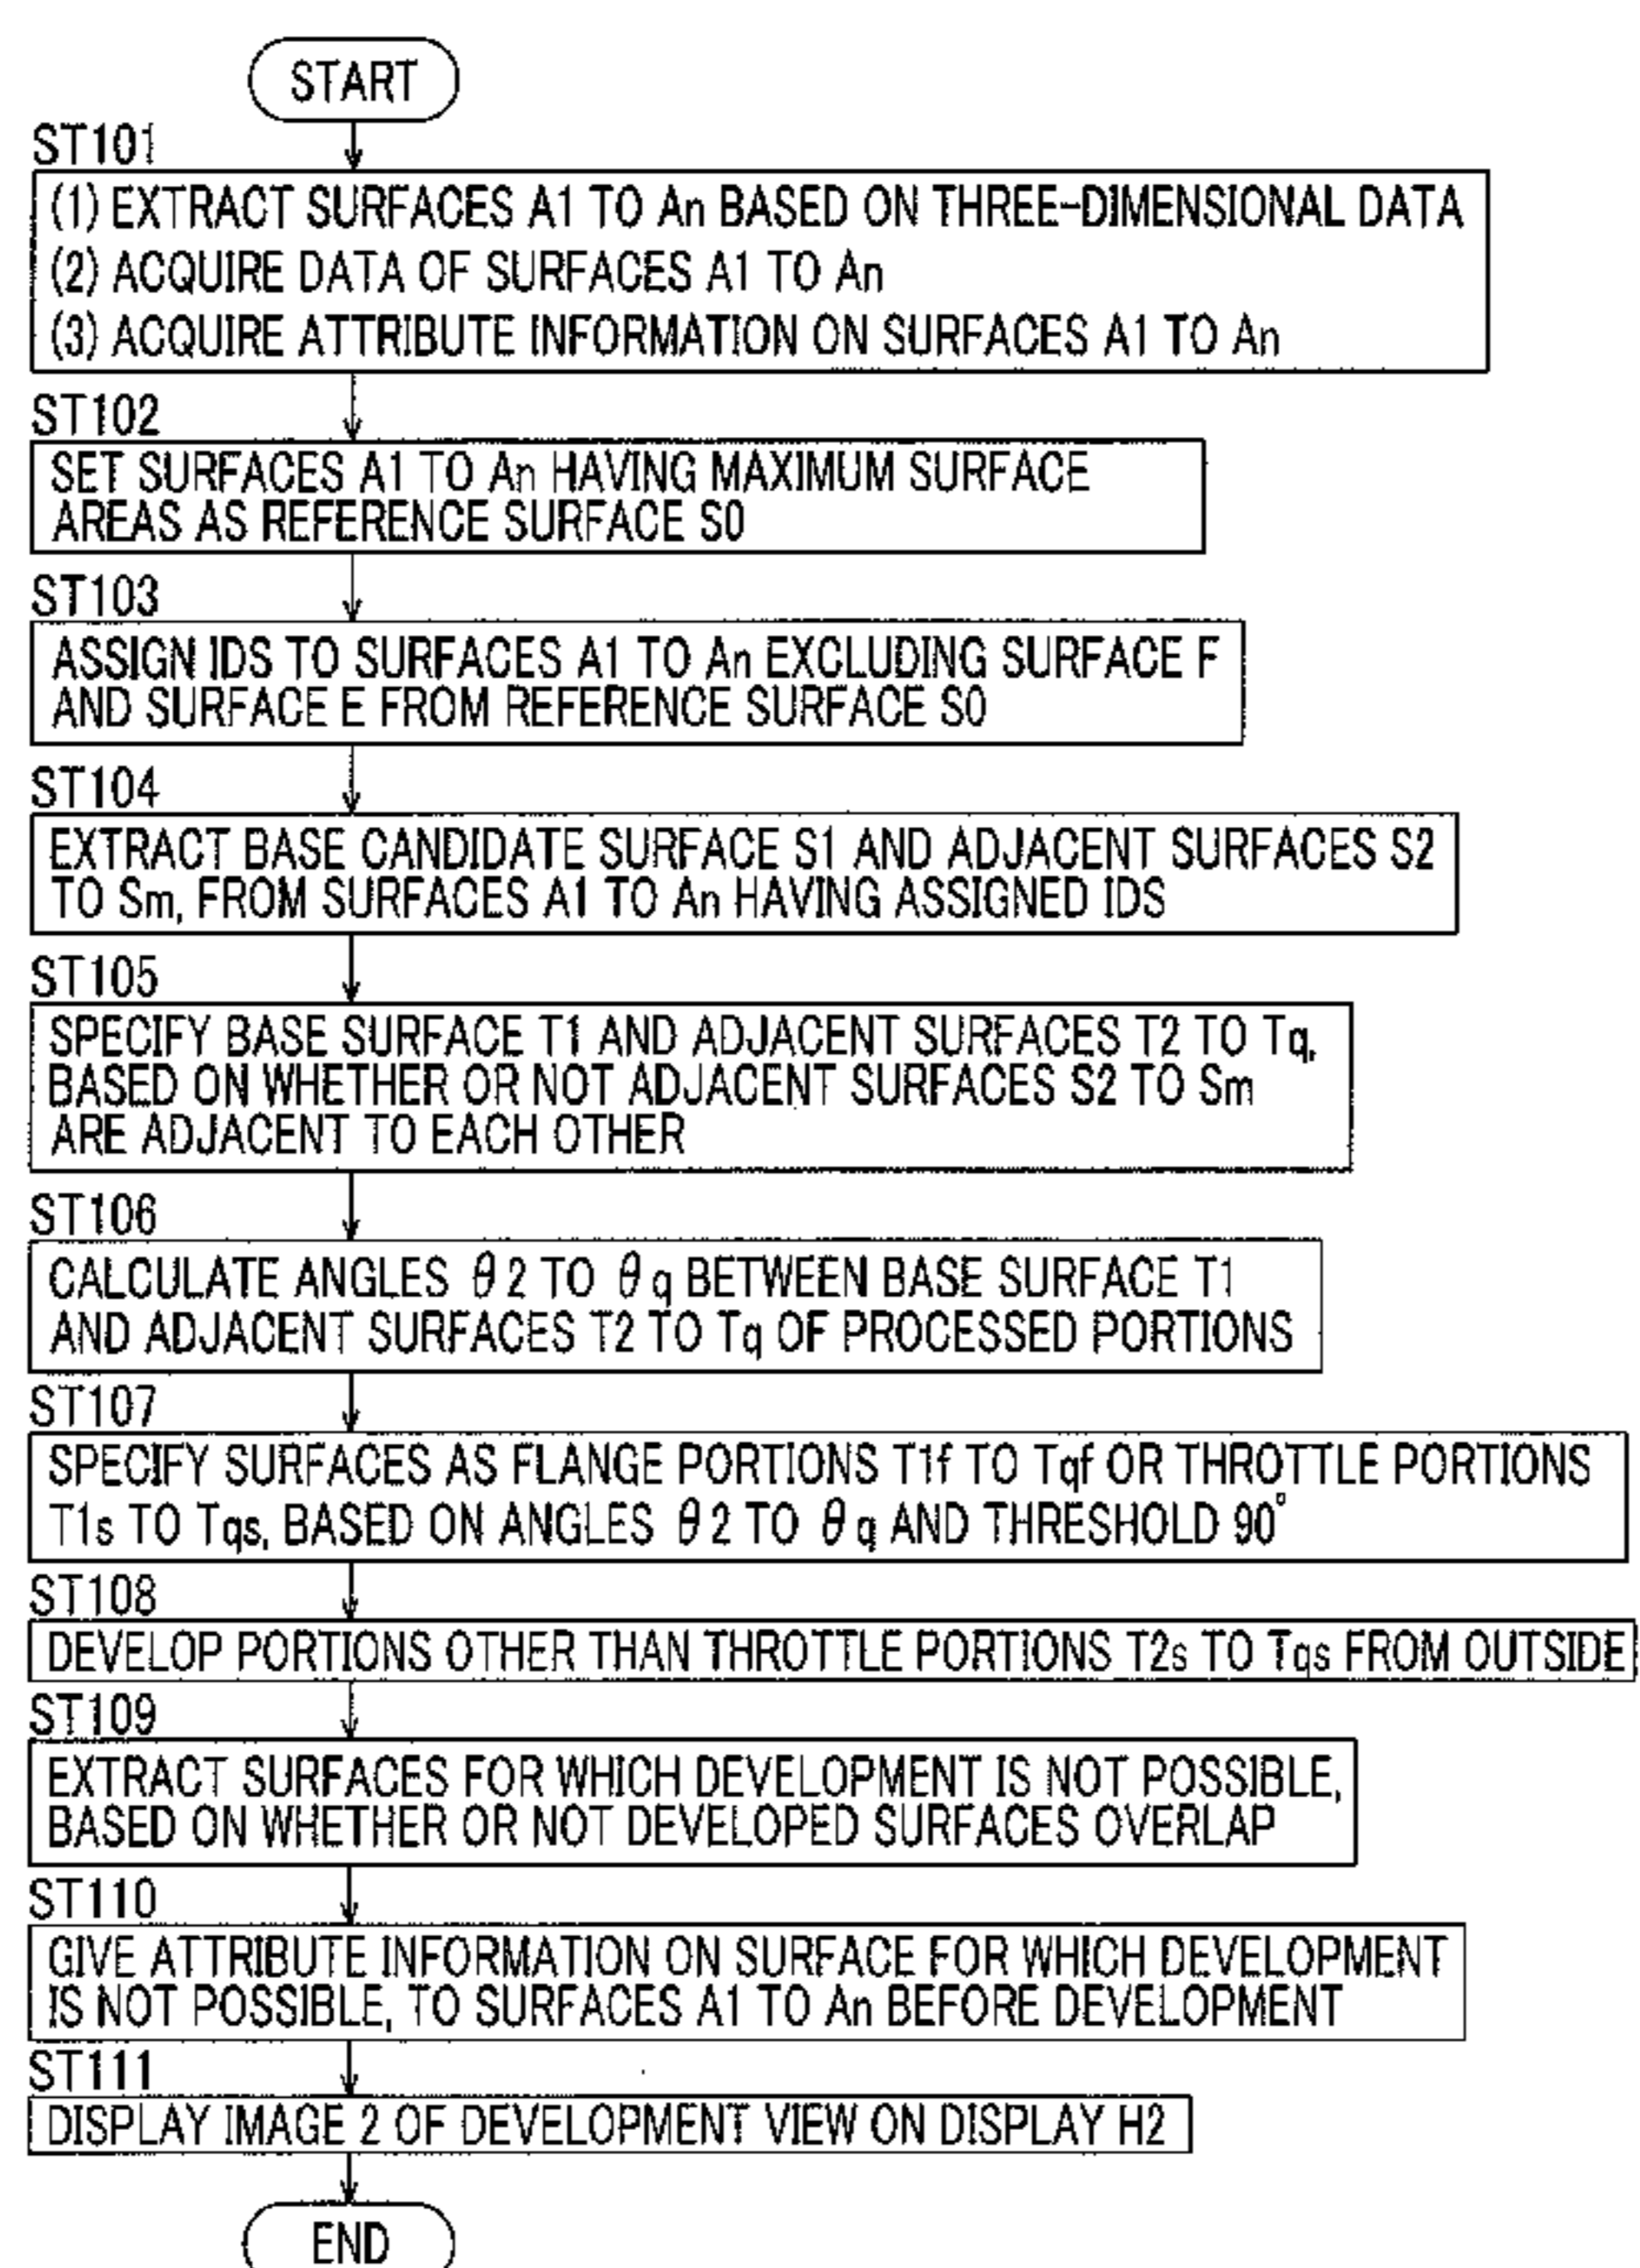 START
ST101
(1) EXTRACT SURFACES A1 TO An BASED ON THREE-DIMENSIONAL DATA
(2) ACQUIRE DATA OF SURFACES A1 TO An
(3) ACQUIRE ATTRIBUTE INFORMATION ON SURFACES A1 TO An
ST102
SET SURFACES A1 TO An HAVING MAXIMUM SURFACE
AREAS AS REFERENCE SURFACE S0
ST103
ASSIGN IDS TO SURFACES A1 TO An EXCLUDING SURFACE F
AND SURFACE E FROM REFERENCE SURFACE S0
ST104
EXTRACT BASE CANDIDATE SURFACE S1 AND ADJACENT SURFACES S2
TO Sm, FROM SURFACES A1 TO An HAVING ASSIGNED IDS
ST105
SPECIFY BASE SURFACE T1 AND ADJACENT SURFACES T2 TO Tq,
BASED ON WHETHER OR NOT ADJACENT SURFACES S2 TO Sm
ARE ADJACENT TO EACH OTHER
ST106
CALCULATE ANGLES θ2 TO θq BETWEEN BASE SURFACE T1
AND ADJACENT SURFACES T2 TO Tq OF PROCESSED PORTIONS
ST107
SPECIFY SURFACES AS FLANGE PORTIONS T1f TO Tqf OR THROTTLE PORTIONS
T1s TO Tqs, BASED ON ANGLES θ2 TO θq AND THRESHOLD 90°
ST108
DEVELOP PORTIONS OTHER THAN THROTTLE PORTIONS T2s TO Tqs FROM OUTSIDE
ST109
EXTRACT SURFACES FOR WHICH DEVELOPMENT IS NOT POSSIBLE,
BASED ON WHETHER OR NOT DEVELOPED SURFACES OVERLAP
ST110
GIVE ATTRIBUTE INFORMATION ON SURFACE FOR WHICH DEVELOPMENT
IS NOT POSSIBLE, TO SURFACES A1 TO An BEFORE DEVELOPMENT
ST111
DISPLAY IMAGE 2 OF DEVELOPMENT VIEW ON DISPLAY H2
END